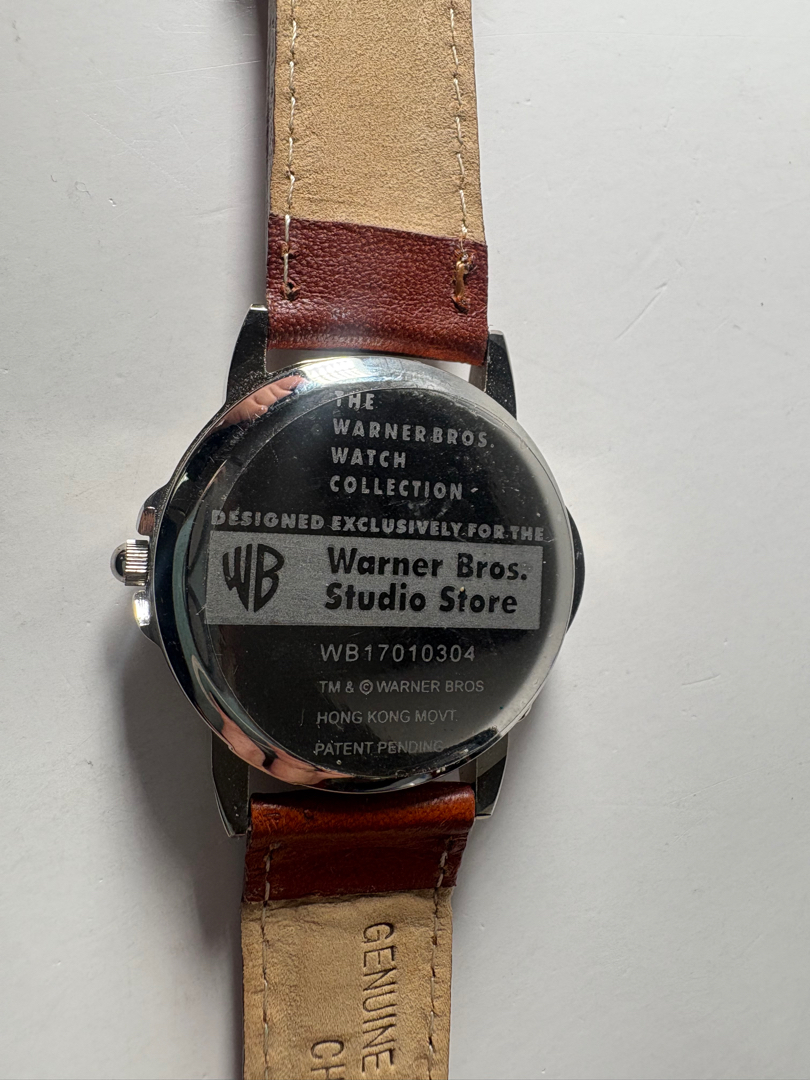 THE
WARNER BROS.
WATCH
COLLECTION
DESIGNED EXCLUSIVELY FOR THE
WB Warner Bros.
Studio Store
WB17010304
TM & © WARNER BROS
HONG KONG MOVT.
PATENT PENDING
GENUINE